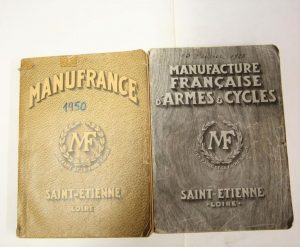 MANUFRANCE
1950
MF
SAINT-ETIENNE
LOIRE
MANUFACTURE
FRANÇAISE
D'ARMES & CYCLES
MF
SAINT-ETIENNE
LOIRE